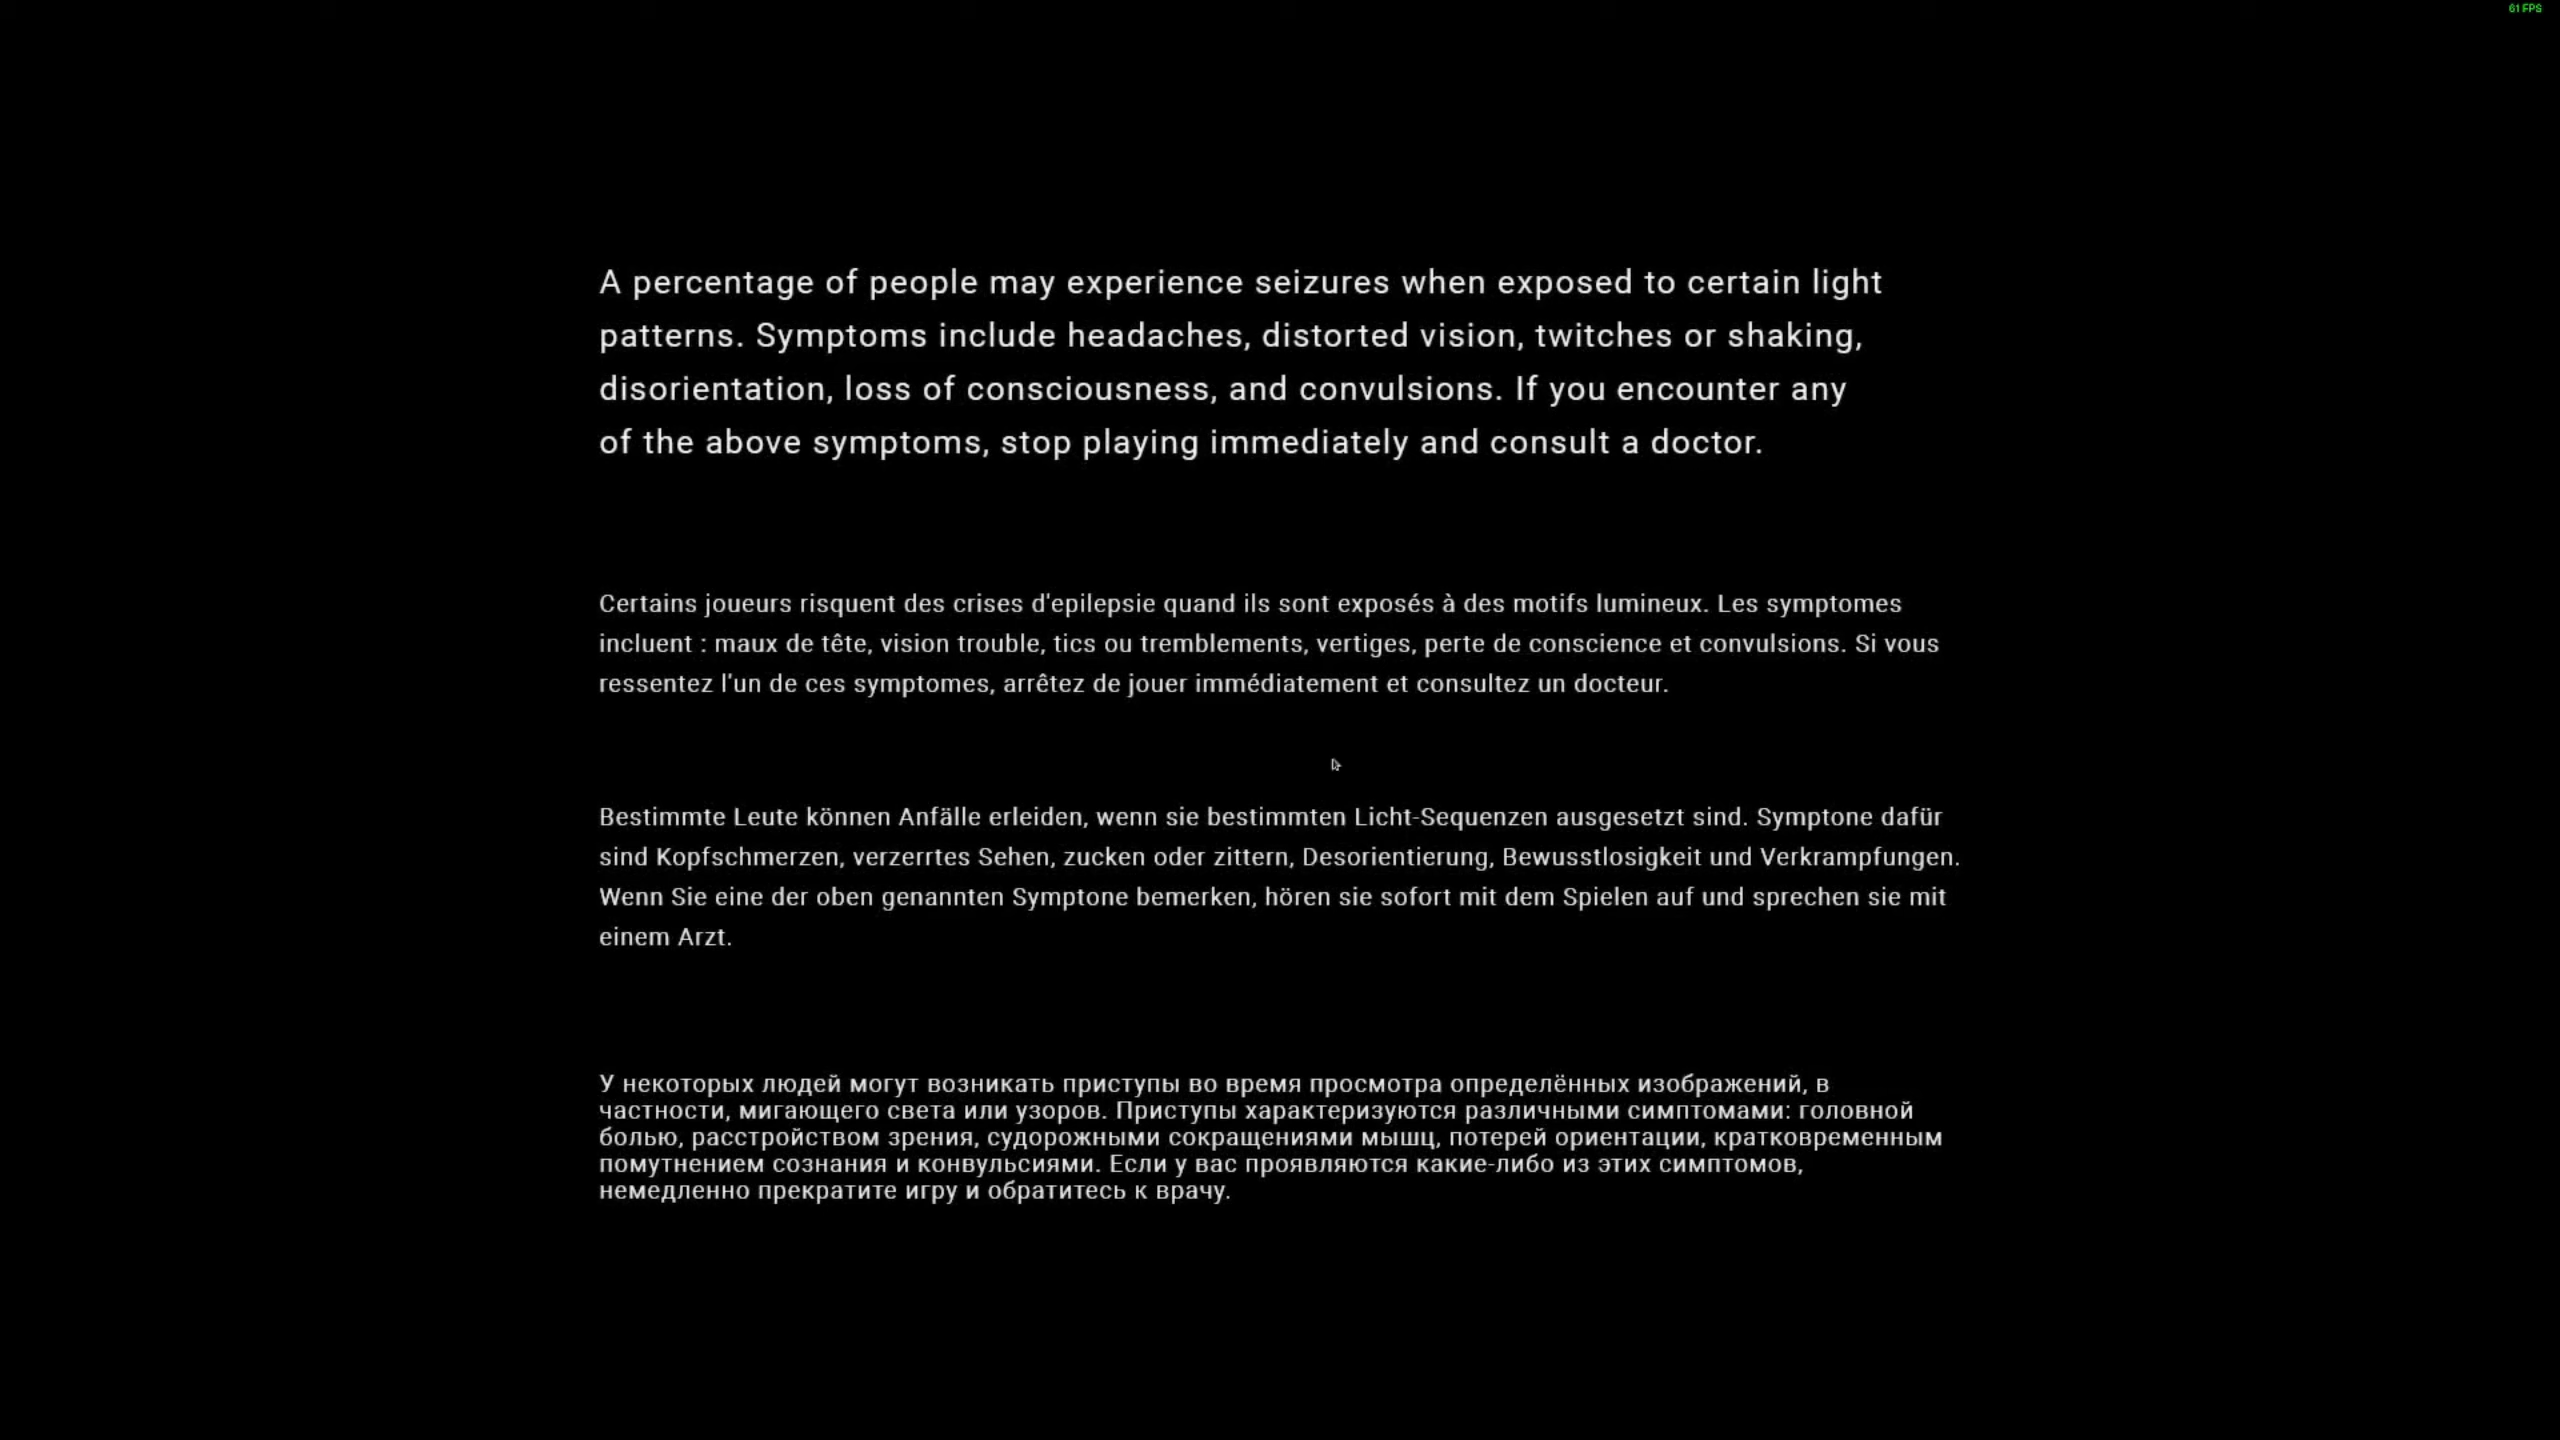 61 FPS
A percentage of people may experience seizures when exposed to certain light
patterns. Symptoms include headaches, distorted vision, twitches or shaking,
disorientation, loss of consciousness, and convulsions. If you encounter any
of the above symptoms, stop playing immediately and consult a doctor.
Certains joueurs risquent des crises d'epilepsie quand ils sont exposés à des motifs lumineux. Les symptomes
incluent : maux de tête, vision trouble, tics ou tremblements, vertiges, perte de conscience et convulsions. Si vous
ressentez l'un de ces symptomes, arrêtez de jouer immédiatement et consultez un docteur.
Bestimmte Leute können Anfälle erleiden, wenn sie bestimmten Licht-Sequenzen ausgesetzt sind. Symptone dafür
sind Kopfschmerzen, verzerrtes Sehen, zucken oder zittern, Desorientierung, Bewusstlosigkeit und Verkrampfungen.
Wenn Sie eine der oben genannten Symptone bemerken, hören sie sofort mit dem Spielen auf und sprechen sie mit
einem Arzt.
У некоторых людей могут возникать приступы во время просмотра определённых изображений, в
частности, мигающего света или узоров. Приступы характеризуются различными симптомами: головной
болью, расстройством зрения, судорожными сокращениями мышц, потерей ориентации, кратковременным
помутнением сознания и конвульсиями. Если у вас проявляются какие-либо из этих симптомов,
немедленно прекратите игру и обратитесь к врачу.